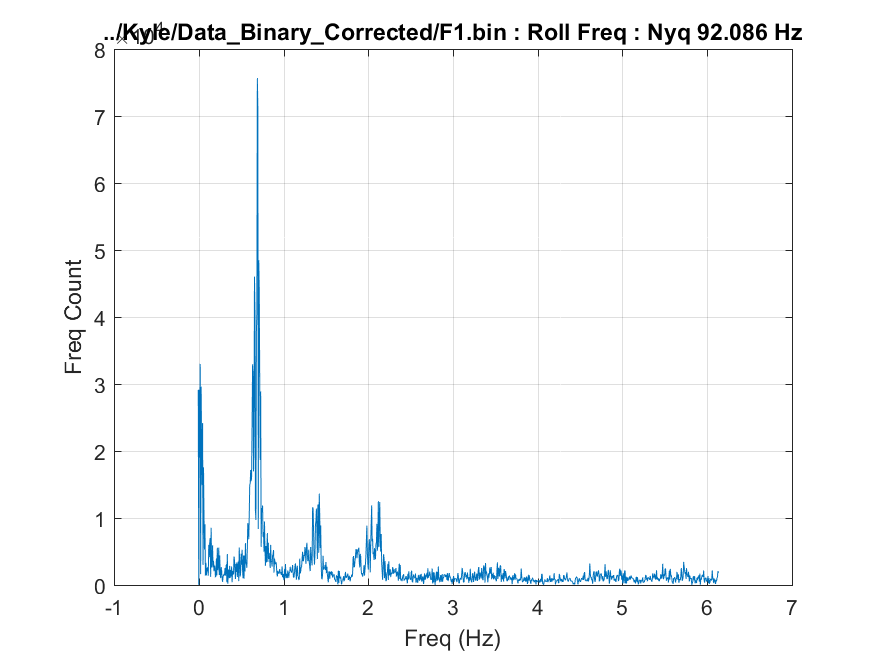 ../Kyle/Data_Binary_Corrected/F1.bin : Roll Freq : Nyq 92.086 Hz
×10⁴
8
7
6
5
4
3
2
1
0
Freq Count
-1 0 1 2 3 4 5 6 7
Freq (Hz)